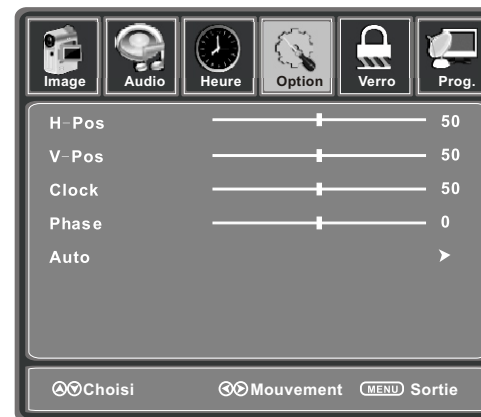 Image Audio Heure Option Verro Prog.
H-Pos 50
V-Pos 50
Clock 50
Phase 0
Auto
Choisi Mouvement MENU Sortie